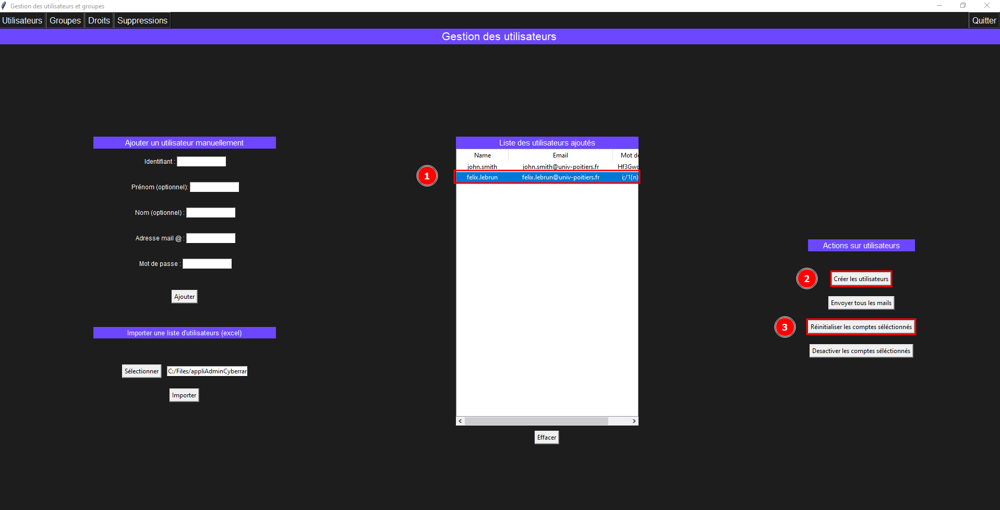 Gestion des utilisateurs et groupes
Utilisateurs Groupes Droits Suppressions Quitter
Gestion des utilisateurs
Ajouter un utilisateur manuellement
Identifiant :
Prénom (optionnel):
Nom (optionnel) :
Adresse mail @ :
Mot de passe :
Ajouter
Importer une liste d'utilisateurs (excel)
Sélectionner C:/Files/appliAdminCyberrar
Importer
Liste des utilisateurs ajoutés
Name Email Mot de
john.smith john.smith@univ-poitiers.fr Hf3Gwc
1 felix.lebrun felix.lebrun@univ-poitiers.fr i;/1{n)
Effacer
Actions sur utilisateurs
2 Créer les utilisateurs
Envoyer tous les mails
3 Réinitialiser les comptes séléctionnés
Desactiver les comptes séléctionnés